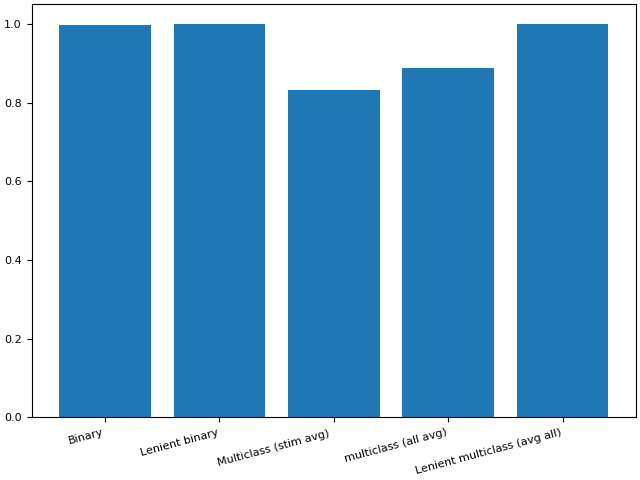 1.0
0.8
0.6
0.4
0.2
0.0
Binary
Lenient binary
Multiclass (stim avg)
multiclass (all avg)
Lenient multiclass (avg all)